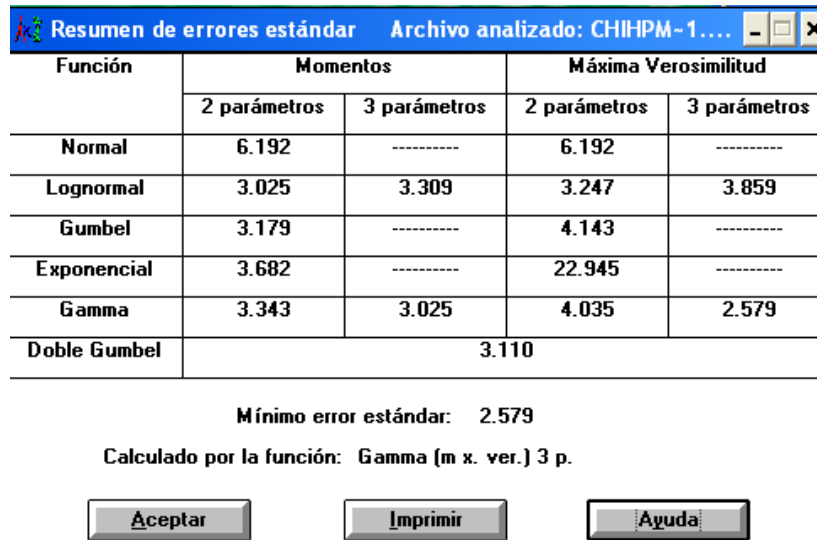 Resumen de errores estándar Archivo analizado: CHIHPM~1....
Función Momentos Máxima Verosimilitud
2 parámetros 3 parámetros 2 parámetros 3 parámetros
Normal 6.192 ---------- 6.192 ----------
Lognormal 3.025 3.309 3.247 3.859
Gumbel 3.179 ---------- 4.143 ----------
Exponencial 3.682 ---------- 22.945 ----------
Gamma 3.343 3.025 4.035 2.579
Doble Gumbel 3.110
Mínimo error estándar: 2.579
Calculado por la función: Gamma (m x. ver.) 3 p.
Aceptar Imprimir Ayuda